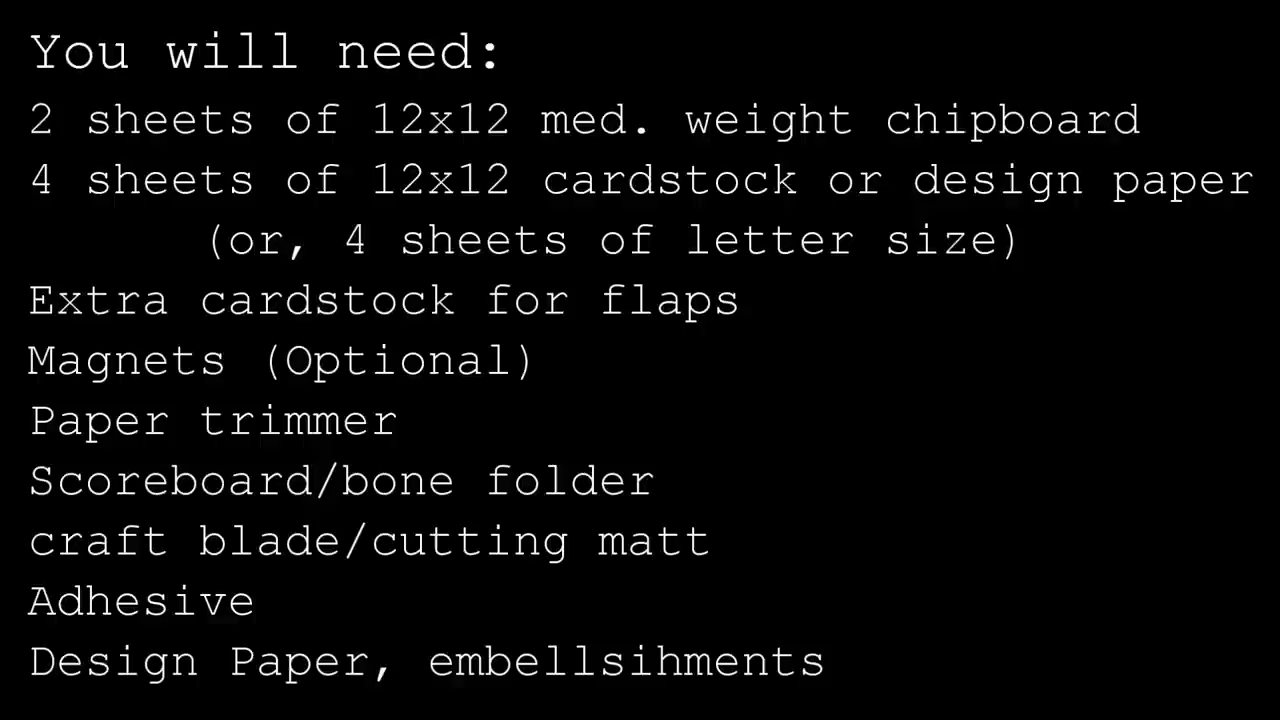 You will need:
2 sheets of 12x12 med. weight chipboard
4 sheets of 12x12 cardstock or design paper
(or, 4 sheets of letter size)
Extra cardstock for flaps
Magnets (Optional)
Paper trimmer
Scoreboard/bone folder
craft blade/cutting matt
Adhesive
Design Paper, embellsihments